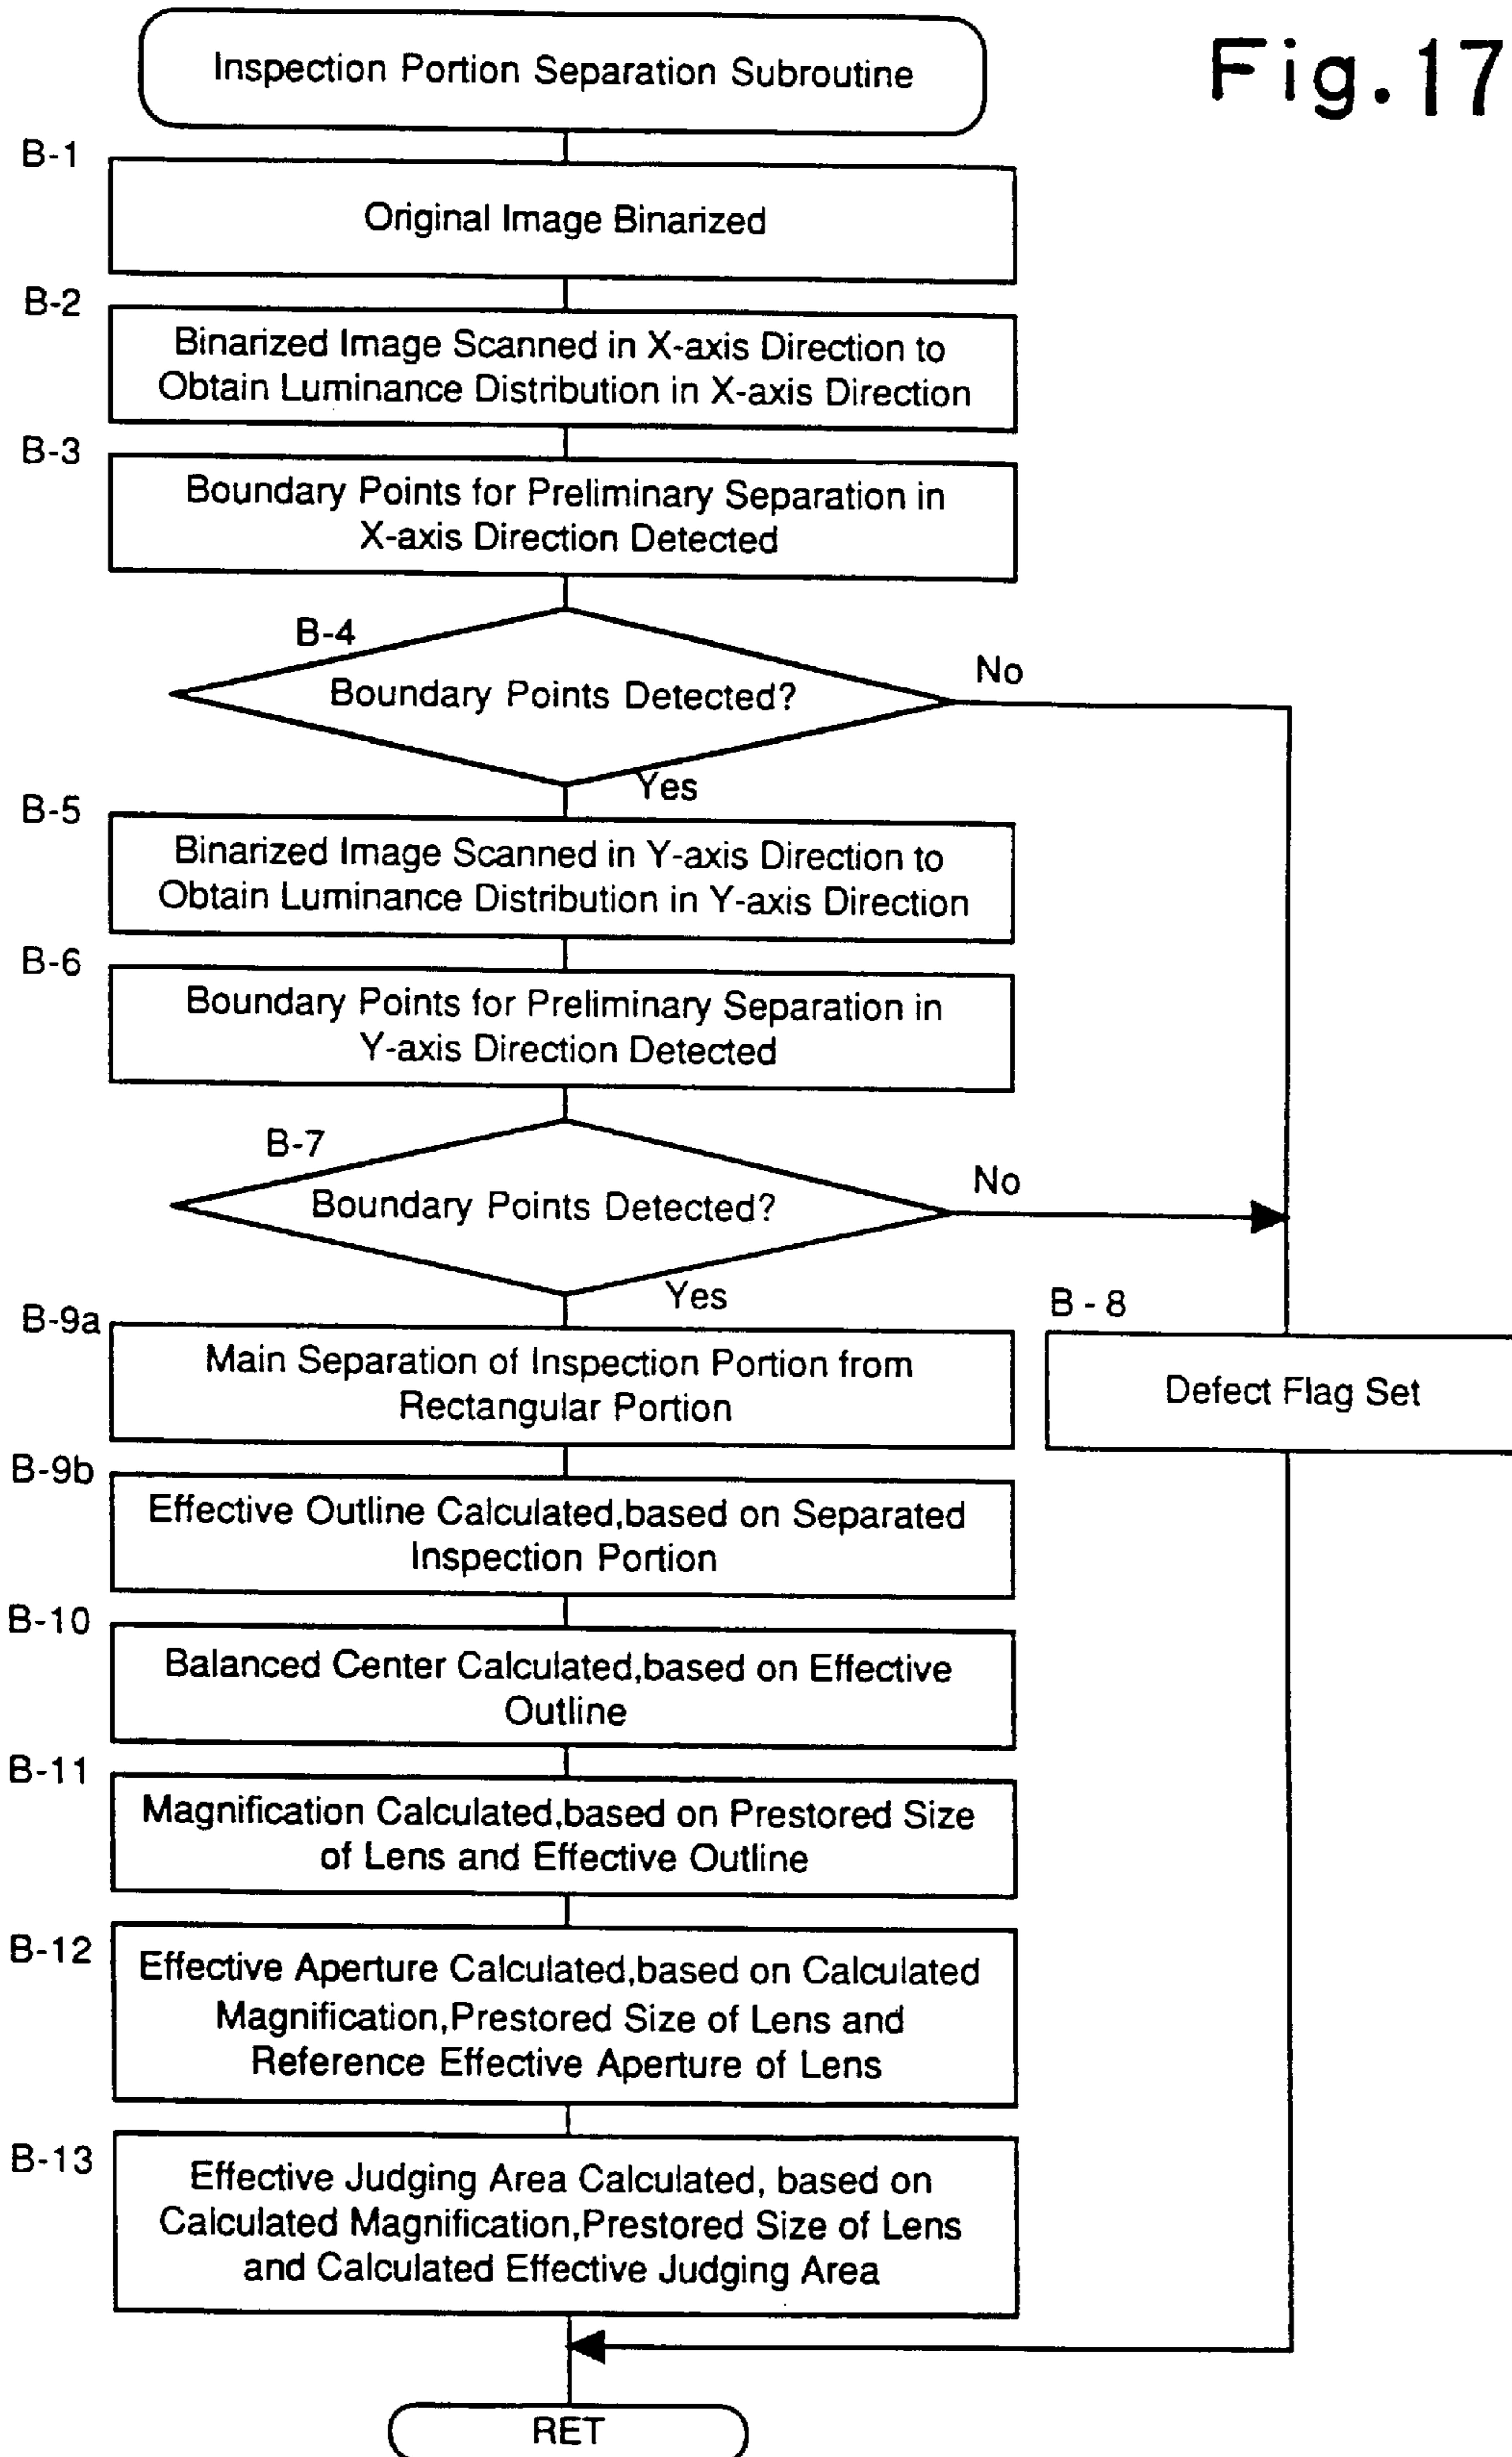 Fig.17
Inspection Portion Separation Subroutine
B-1
Original Image Binarized
B-2
Binarized Image Scanned in X-axis Direction to
Obtain Luminance Distribution in X-axis Direction
B-3
Boundary Points for Preliminary Separation in
X-axis Direction Detected
B-4
Boundary Points Detected?
No
Yes
B-5
Binarized Image Scanned in Y-axis Direction to
Obtain Luminance Distribution in Y-axis Direction
B-6
Boundary Points for Preliminary Separation in
Y-axis Direction Detected
B-7
Boundary Points Detected?
No
Yes
B-8
Defect Flag Set
B-9a
Main Separation of Inspection Portion from
Rectangular Portion
B-9b
Effective Outline Calculated,based on Separated
Inspection Portion
B-10
Balanced Center Calculated,based on Effective
Outline
B-11
Magnification Calculated,based on Prestored Size
of Lens and Effective Outline
B-12
Effective Aperture Calculated,based on Calculated
Magnification,Prestored Size of Lens and
Reference Effective Aperture of Lens
B-13
Effective Judging Area Calculated, based on
Calculated Magnification,Prestored Size of Lens
and Calculated Effective Judging Area
RET